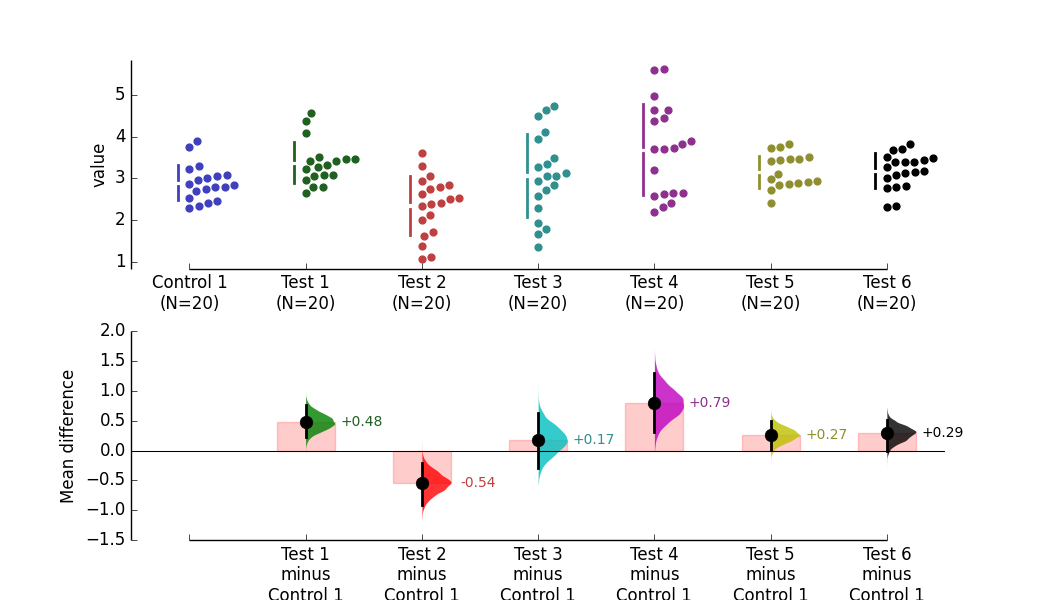 value
5
4
3
2
1
Control 1 Test 1 Test 2 Test 3 Test 4 Test 5 Test 6
(N=20) (N=20) (N=20) (N=20) (N=20) (N=20) (N=20)
Mean difference
2.0
1.5
1.0
0.5
0.0
−0.5
−1.0
−1.5
+0.48 -0.54 +0.17 +0.79 +0.27 +0.29
Test 1 Test 2 Test 3 Test 4 Test 5 Test 6
minus minus minus minus minus minus
Control 1 Control 1 Control 1 Control 1 Control 1 Control 1